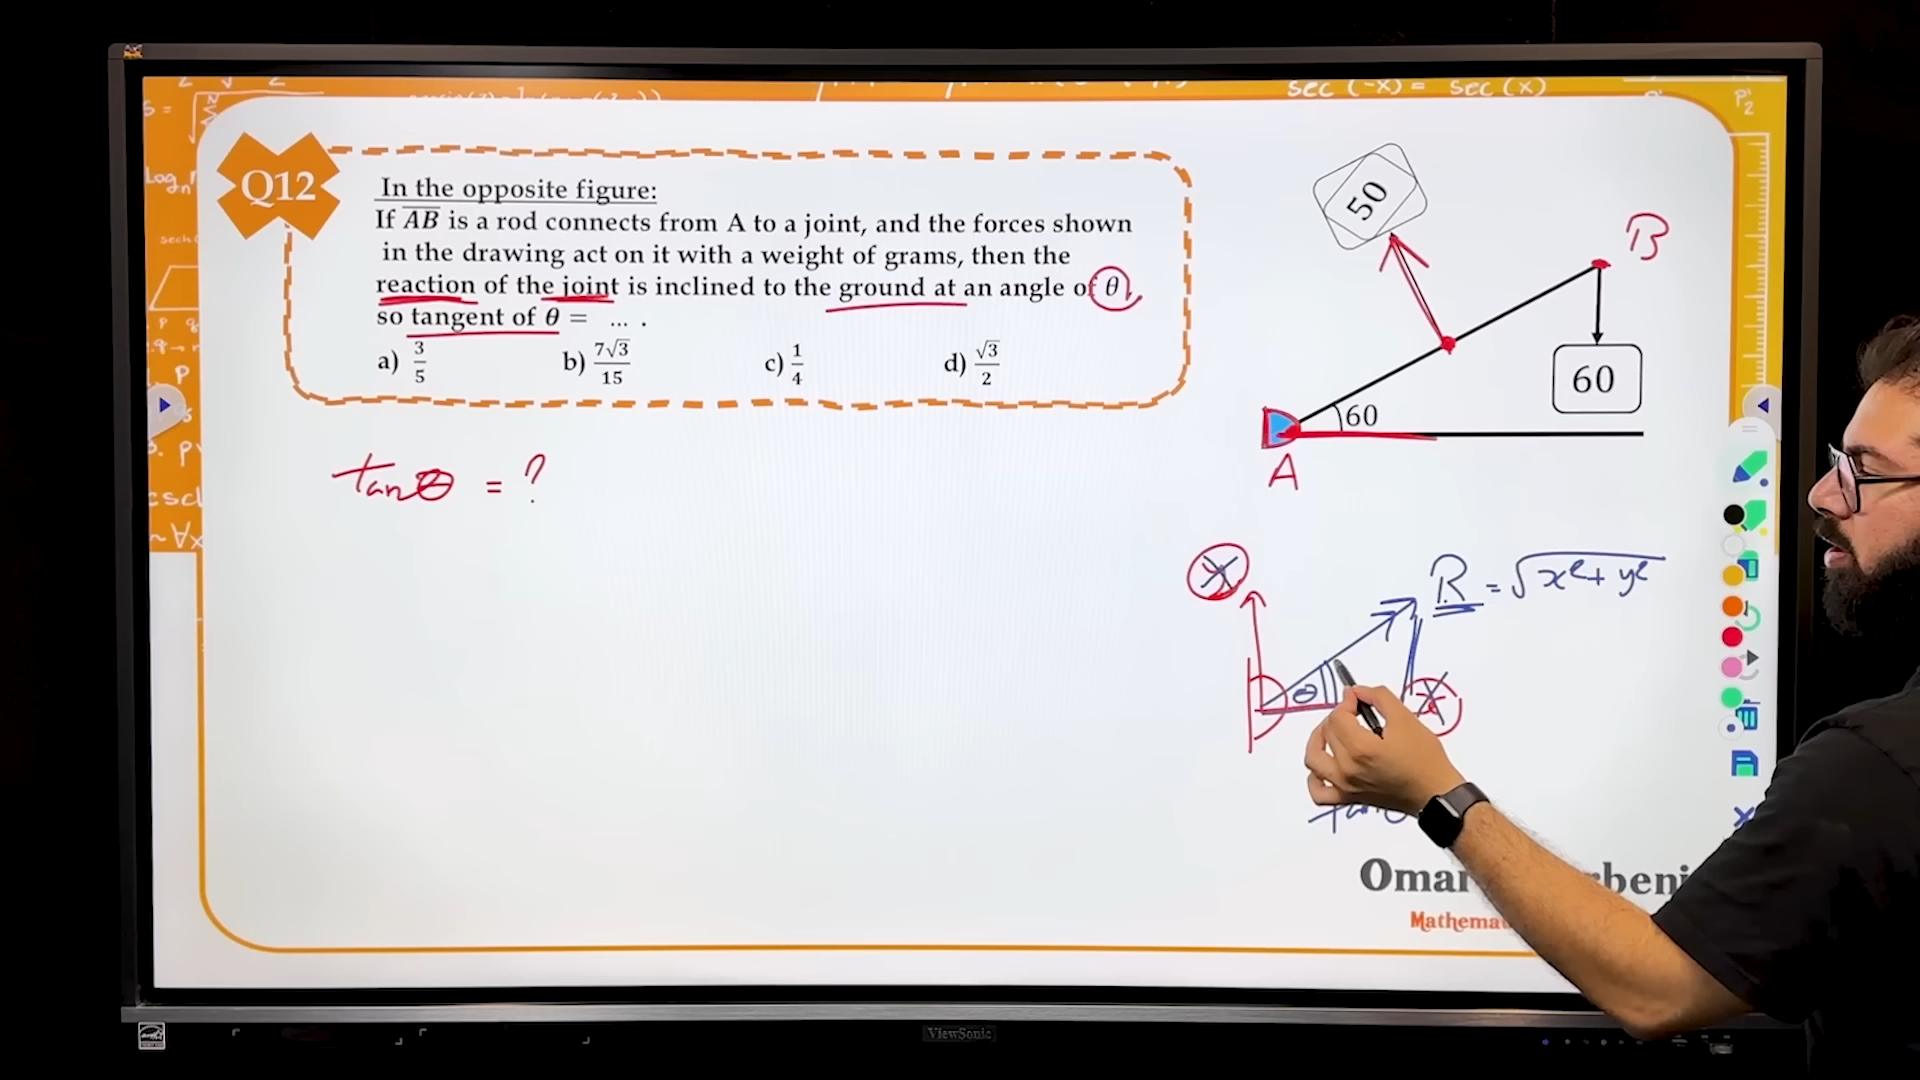 sec (-x) = sec (x)
Q12
In the opposite figure:
If AB is a rod connects from A to a joint, and the forces shown
in the drawing act on it with a weight of grams, then the
reaction of the joint is inclined to the ground at an angle of θ,
so tangent of θ = ... .
a) 3/5 b) 7√3/15 c) 1/4 d) √3/2
50
B
60
60
A
tanθ = ?
y
R = √x²+y²
θ
x
tanθ
Omar
Mathema
ViewSonic